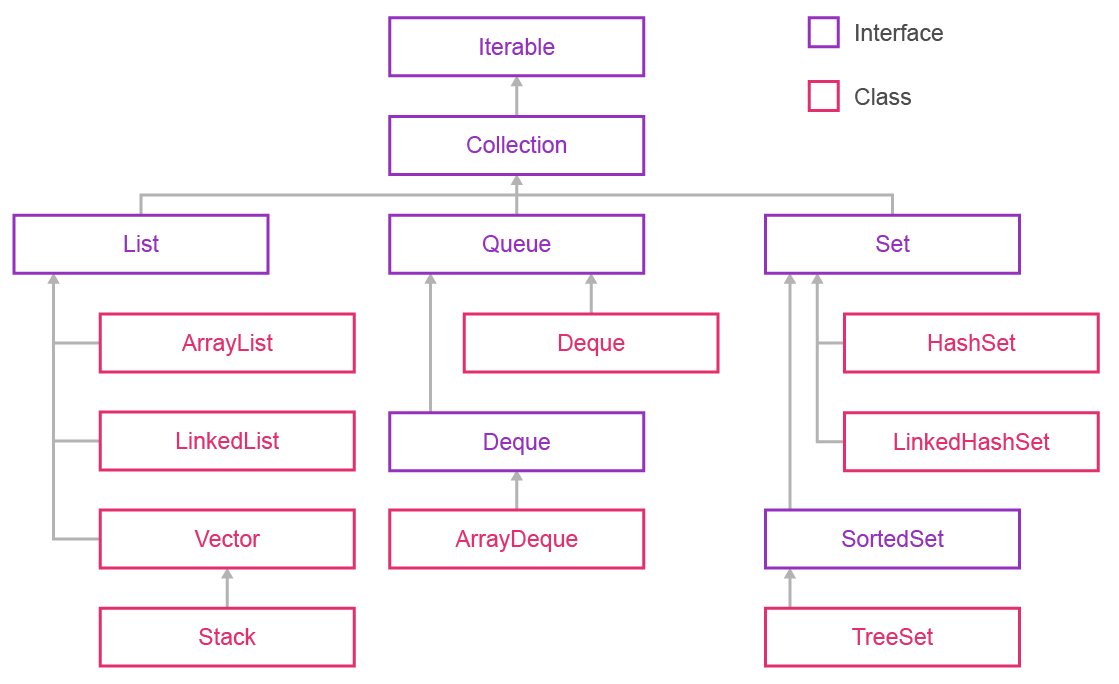 Iterable
Interface
Class
Collection
List
Queue
Set
ArrayList
Deque
HashSet
LinkedList
Deque
LinkedHashSet
Vector
ArrayDeque
SortedSet
Stack
TreeSet